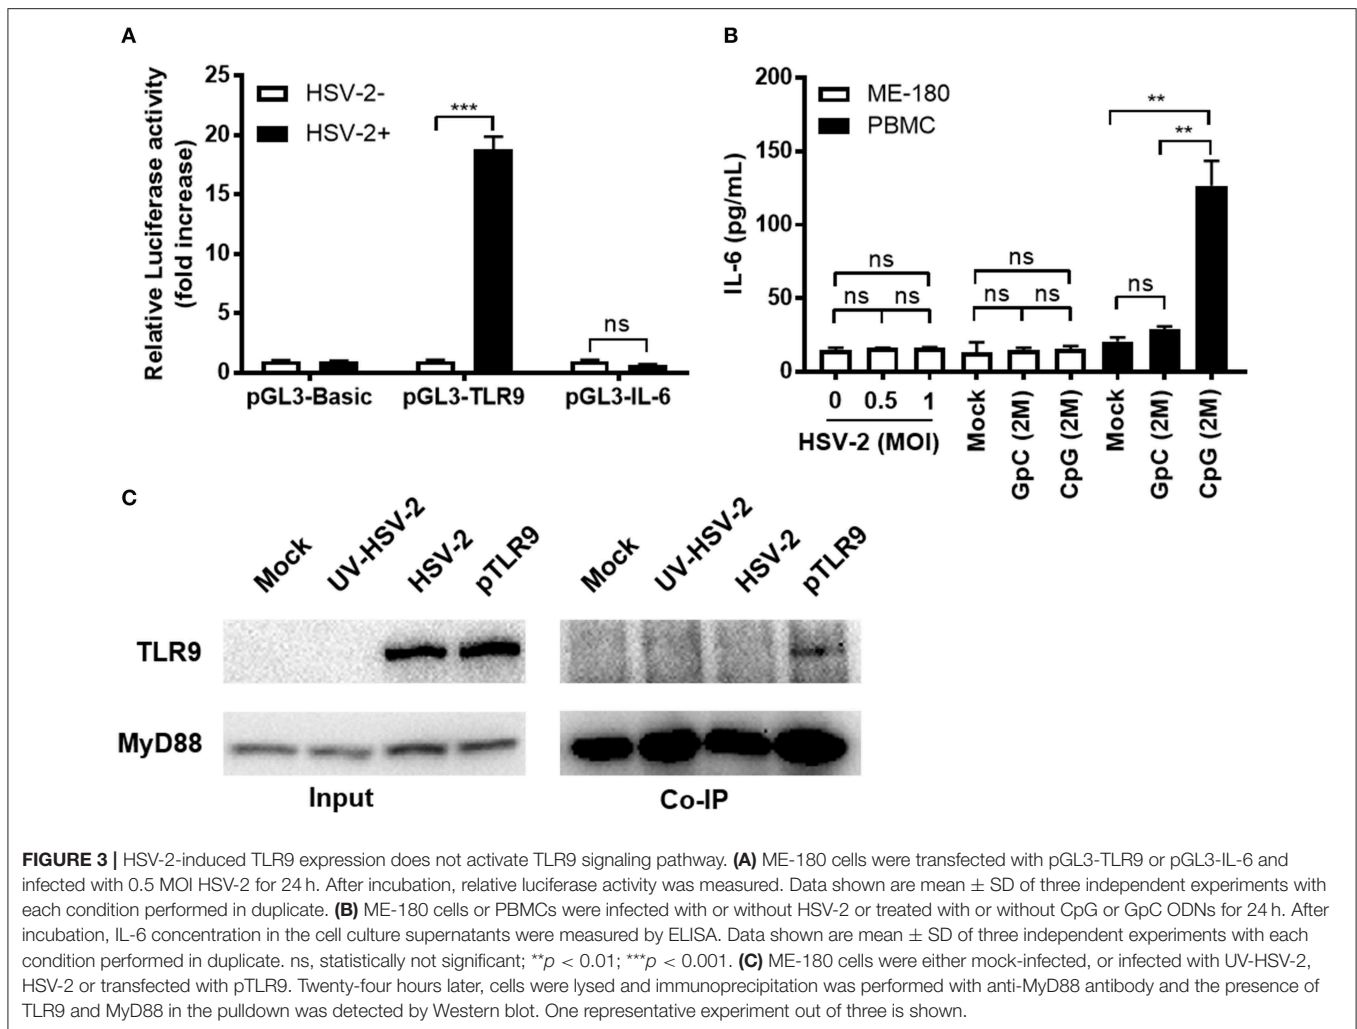 A
Relative Luciferase activity
(fold increase)
25
20
15
10
5
0
HSV-2-
HSV-2+
***
ns
pGL3-Basic pGL3-TLR9 pGL3-IL-6
B
IL-6 (pg/mL)
200
150
100
50
0
ME-180
PBMC
**
**
ns
ns ns
ns
ns ns
ns
0 0.5 1
HSV-2 (MOI)
Mock
GpC (2M)
CpG (2M)
Mock
GpC (2M)
CpG (2M)
C
Mock UV-HSV-2 HSV-2 pTLR9
Mock UV-HSV-2 HSV-2 pTLR9
TLR9
MyD88
Input
Co-IP
FIGURE 3 | HSV-2-induced TLR9 expression does not activate TLR9 signaling pathway. (A) ME-180 cells were transfected with pGL3-TLR9 or pGL3-IL-6 and
infected with 0.5 MOI HSV-2 for 24 h. After incubation, relative luciferase activity was measured. Data shown are mean ± SD of three independent experiments with
each condition performed in duplicate. (B) ME-180 cells or PBMCs were infected with or without HSV-2 or treated with or without CpG or GpC ODNs for 24 h. After
incubation, IL-6 concentration in the cell culture supernatants were measured by ELISA. Data shown are mean ± SD of three independent experiments with each
condition performed in duplicate. ns, statistically not significant; **p < 0.01; ***p < 0.001. (C) ME-180 cells were either mock-infected, or infected with UV-HSV-2,
HSV-2 or transfected with pTLR9. Twenty-four hours later, cells were lysed and immunoprecipitation was performed with anti-MyD88 antibody and the presence of
TLR9 and MyD88 in the pulldown was detected by Western blot. One representative experiment out of three is shown.